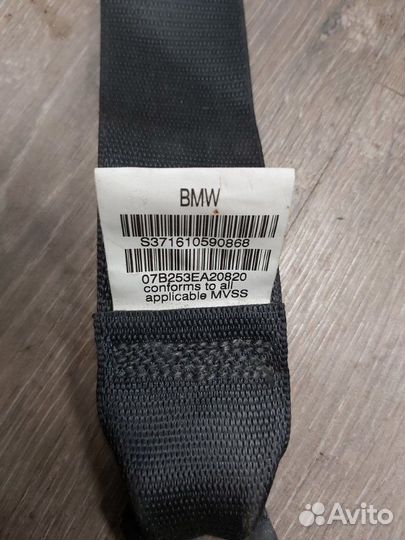 BMW
S371610590868
07B253EA20820
conforms to all
applicable MVSS
Avito